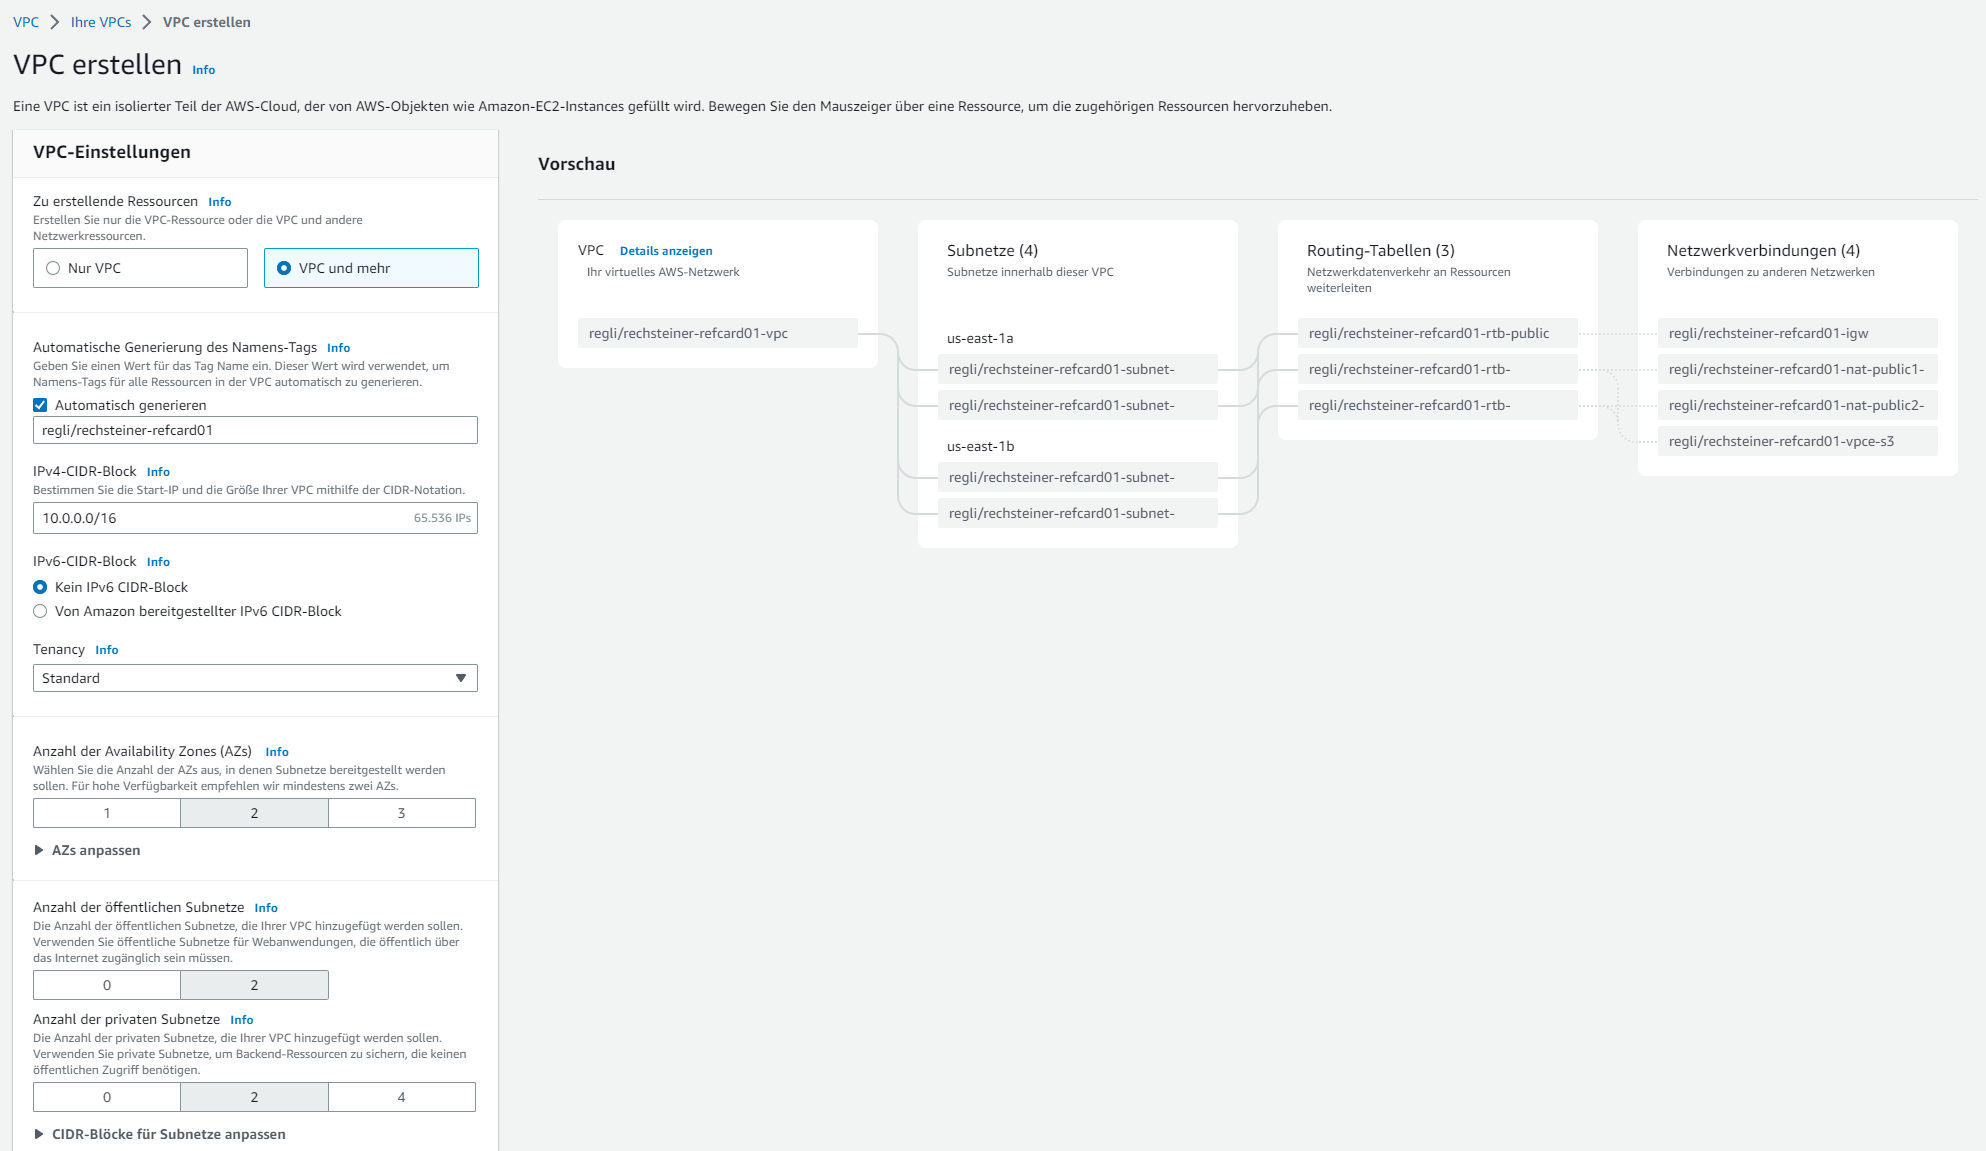 VPC > Ihre VPCs > VPC erstellen
VPC erstellen Info
Eine VPC ist ein isolierter Teil der AWS-Cloud, der von AWS-Objekten wie Amazon-EC2-Instances gefüllt wird. Bewegen Sie den Mauszeiger über eine Ressource, um die zugehörigen Ressourcen hervorzuheben.
VPC-Einstellungen
Zu erstellende Ressourcen Info
Erstellen Sie nur die VPC-Ressource oder die VPC und andere
Netzwerkressourcen.
Nur VPC
VPC und mehr
Automatische Generierung des Namens-Tags Info
Geben Sie einen Wert für das Tag Name ein. Dieser Wert wird verwendet, um
Namens-Tags für alle Ressourcen in der VPC automatisch zu generieren.
Automatisch generieren
regli/rechsteiner-refcard01
IPv4-CIDR-Block Info
Bestimmen Sie die Start-IP und die Größe Ihrer VPC mithilfe der CIDR-Notation.
10.0.0.0/16 65.536 IPs
IPv6-CIDR-Block Info
Kein IPv6 CIDR-Block
Von Amazon bereitgestellter IPv6 CIDR-Block
Tenancy Info
Standard
Anzahl der Availability Zones (AZs) Info
Wählen Sie die Anzahl der AZs aus, in denen Subnetze bereitgestellt werden
sollen. Für hohe Verfügbarkeit empfehlen wir mindestens zwei AZs.
1 2 3
AZs anpassen
Anzahl der öffentlichen Subnetze Info
Die Anzahl der öffentlichen Subnetze, die Ihrer VPC hinzugefügt werden sollen.
Verwenden Sie öffentliche Subnetze für Webanwendungen, die öffentlich über
das Internet zugänglich sein müssen.
0 2
Anzahl der privaten Subnetze Info
Die Anzahl der privaten Subnetze, die Ihrer VPC hinzugefügt werden sollen.
Verwenden Sie private Subnetze, um Backend-Ressourcen zu sichern, die keinen
öffentlichen Zugriff benötigen.
0 2 4
CIDR-Blöcke für Subnetze anpassen
Vorschau
VPC Details anzeigen
Ihr virtuelles AWS-Netzwerk
regli/rechsteiner-refcard01-vpc
Subnetze (4)
Subnetze innerhalb dieser VPC
us-east-1a
regli/rechsteiner-refcard01-subnet-
regli/rechsteiner-refcard01-subnet-
us-east-1b
regli/rechsteiner-refcard01-subnet-
regli/rechsteiner-refcard01-subnet-
Routing-Tabellen (3)
Netzwerkdatenverkehr an Ressourcen
weiterleiten
regli/rechsteiner-refcard01-rtb-public
regli/rechsteiner-refcard01-rtb-
regli/rechsteiner-refcard01-rtb-
Netzwerkverbindungen (4)
Verbindungen zu anderen Netzwerken
regli/rechsteiner-refcard01-igw
regli/rechsteiner-refcard01-nat-public1-
regli/rechsteiner-refcard01-nat-public2-
regli/rechsteiner-refcard01-vpce-s3